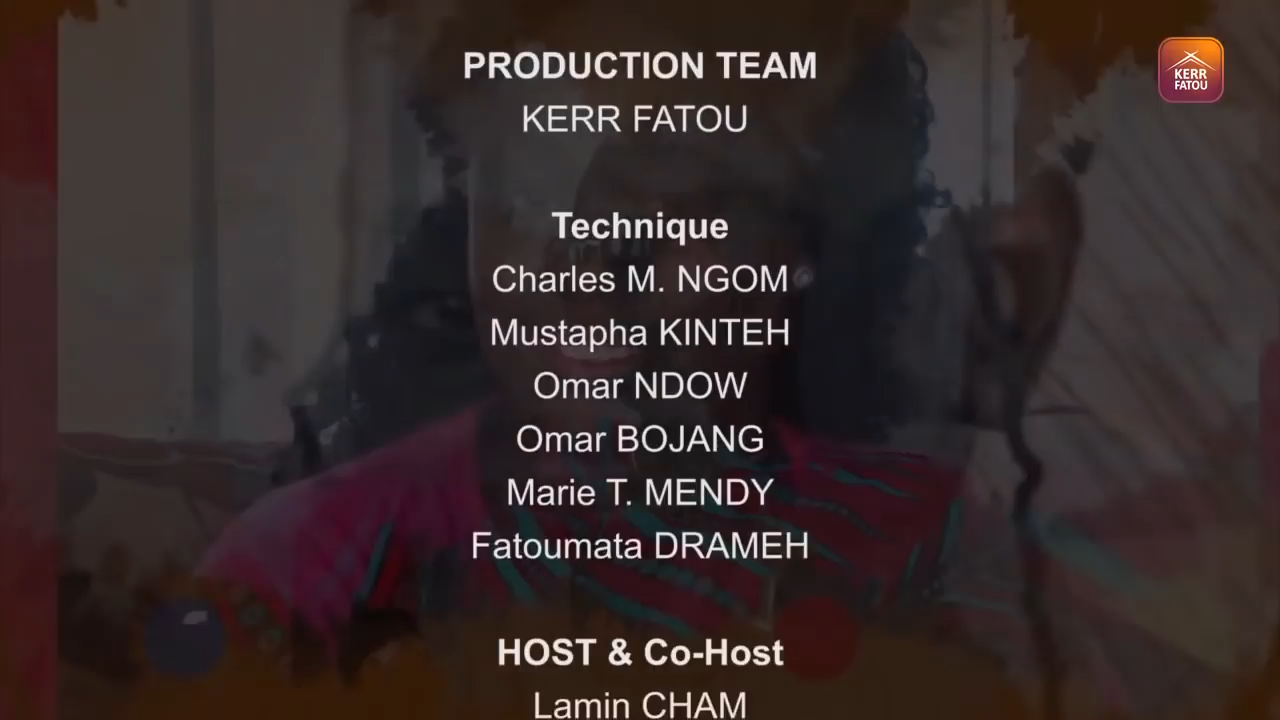 PRODUCTION TEAM
KERR FATOU
KERR
FATOU
Technique
Charles M. NGOM
Mustapha KINTEH
Omar NDOW
Omar BOJANG
Marie T. MENDY
Fatoumata DRAMEH
HOST & Co-Host
Lamin CHAM